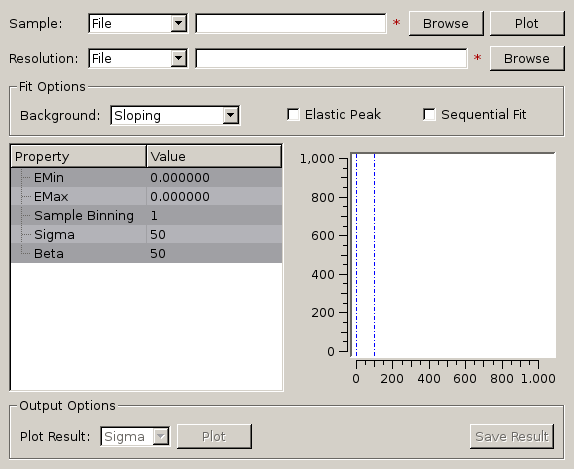 Sample: File * Browse Plot
Resolution: File * Browse
Fit Options
Background: Sloping Elastic Peak Sequential Fit
Property Value
EMin 0.000000
EMax 0.000000
Sample Binning 1
Sigma 50
Beta 50
1,000
800
600
400
200
0
0 200 400 600 800 1.000
Output Options
Plot Result: Sigma Plot Save Result